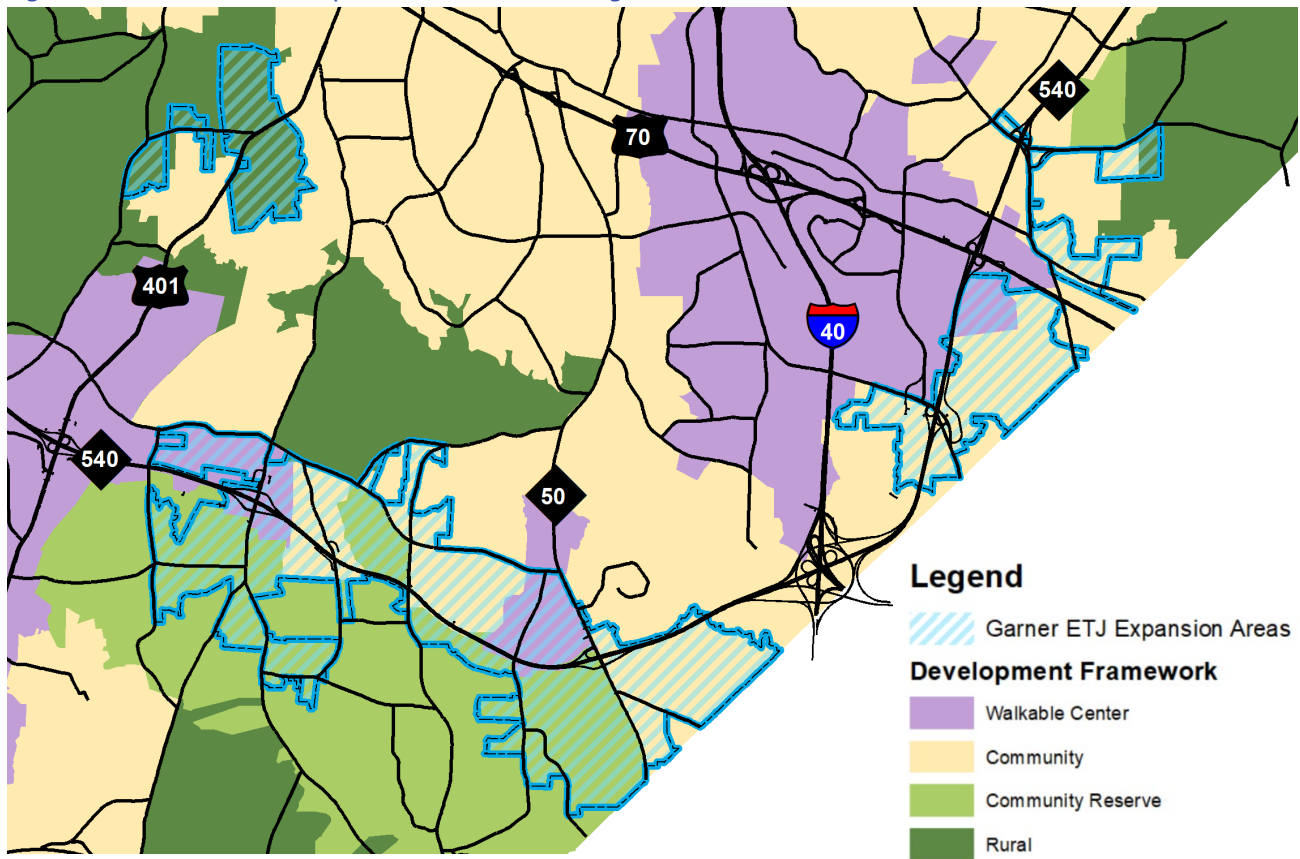 540
70
401
40
540
50
Legend
Garner ETJ Expansion Areas
Development Framework
Walkable Center
Community
Community Reserve
Rural